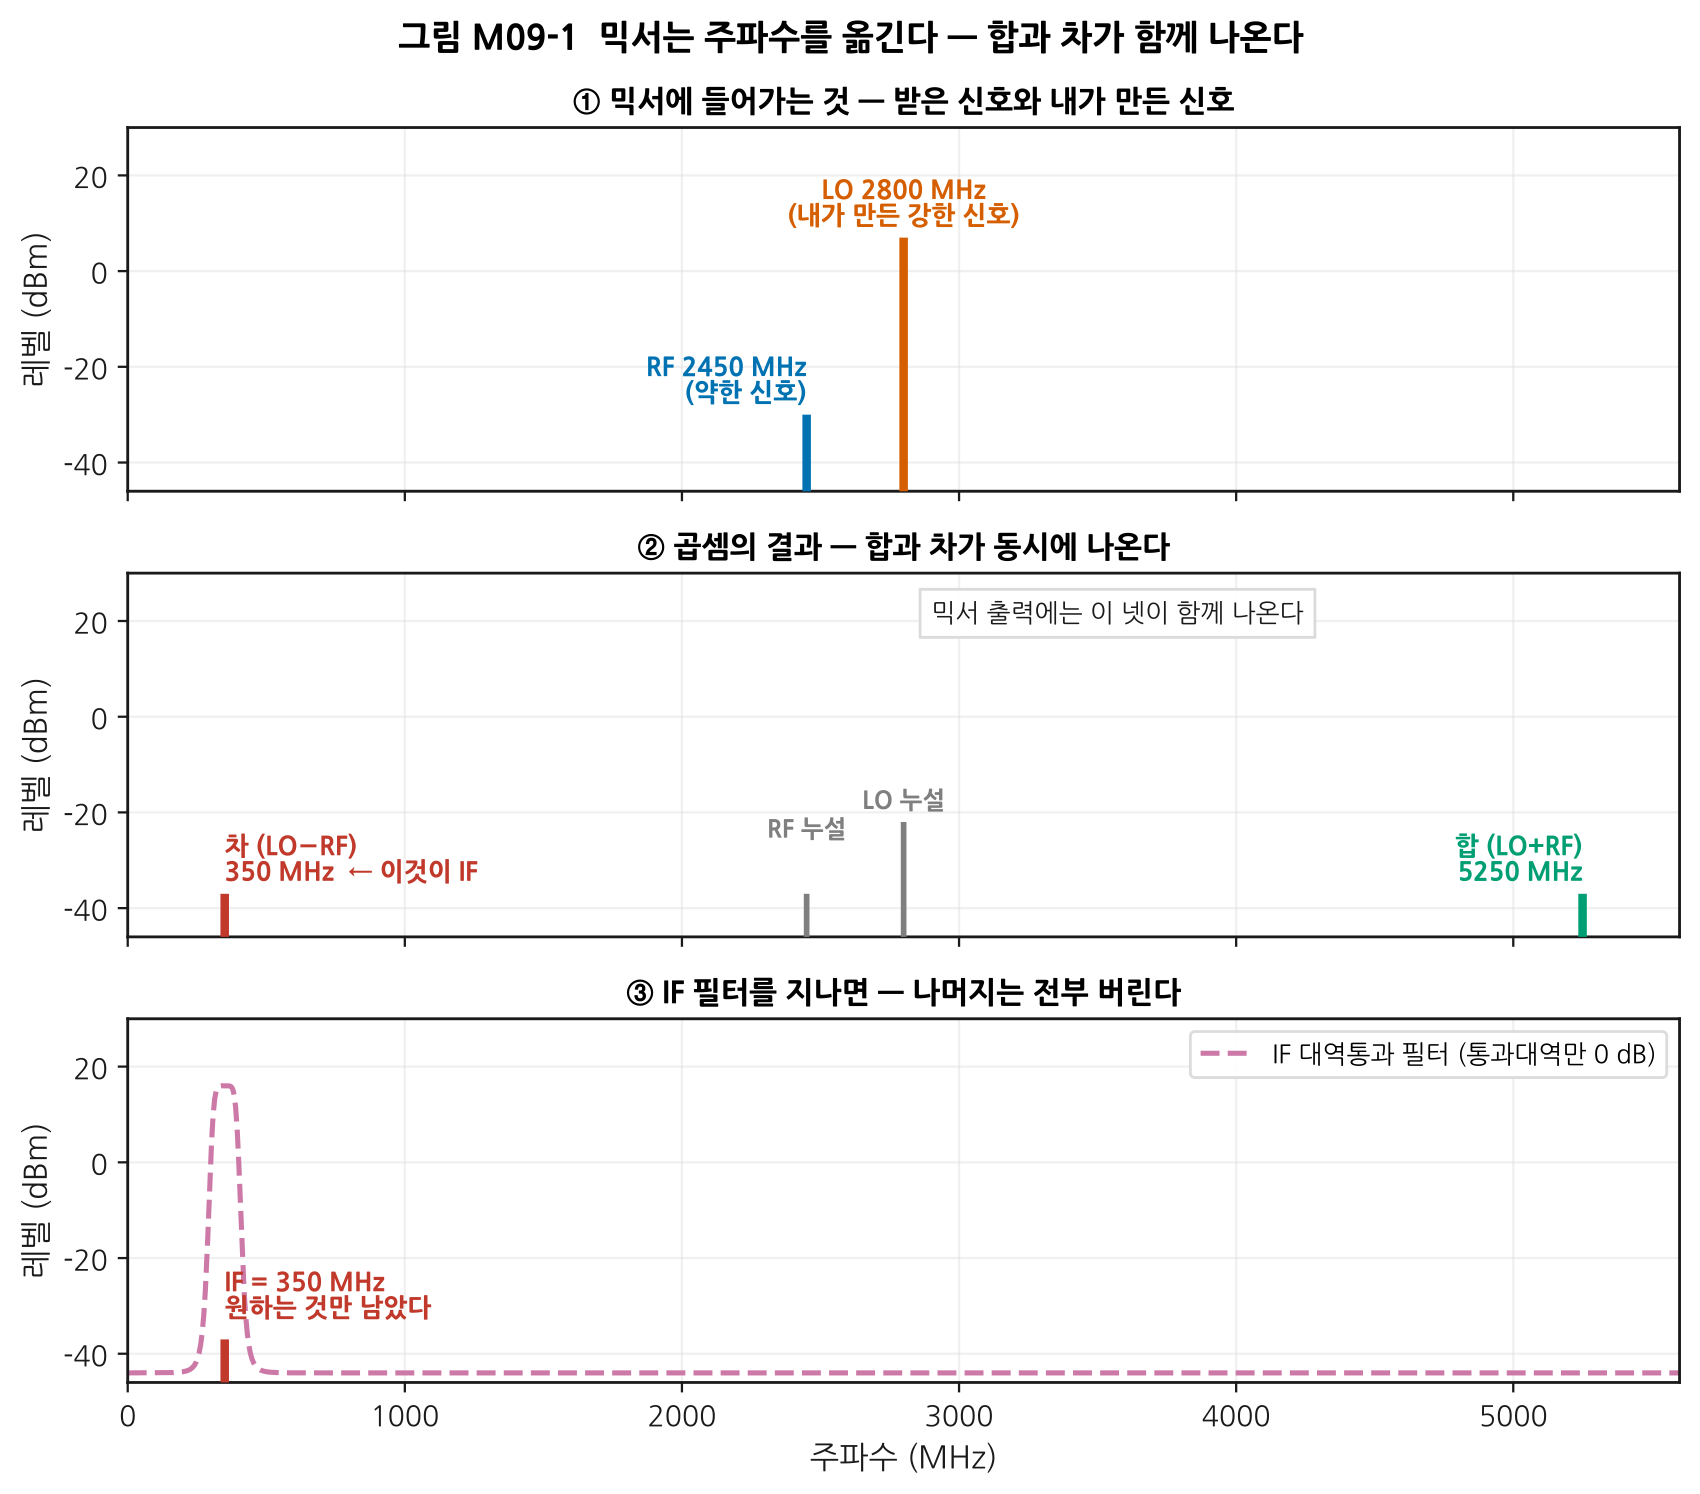 그림 M09-1  믹서는 주파수를 옮긴다 — 합과 차가 함께 나온다
① 믹서에 들어가는 것 — 받은 신호와 내가 만든 신호
레벨 (dBm)
20
0
-20
-40
LO 2800 MHz
(내가 만든 강한 신호)
RF 2450 MHz
(약한 신호)
② 곱셈의 결과 — 합과 차가 동시에 나온다
레벨 (dBm)
20
0
-20
-40
믹서 출력에는 이 넷이 함께 나온다
LO 누설
RF 누설
차 (LO−RF)
350 MHz ← 이것이 IF
합 (LO+RF)
5250 MHz
③ IF 필터를 지나면 — 나머지는 전부 버린다
레벨 (dBm)
20
0
-20
-40
IF 대역통과 필터 (통과대역만 0 dB)
IF = 350 MHz
원하는 것만 남았다
0 1000 2000 3000 4000 5000
주파수 (MHz)